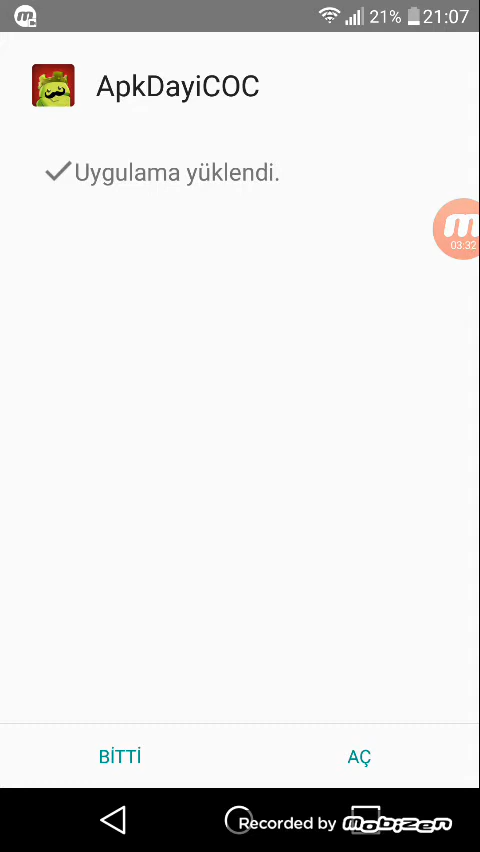 21% 21:07
ApkDayiCOC
Uygulama yüklendi.
m
03:32
BİTTİ AÇ
Recorded by mobizen